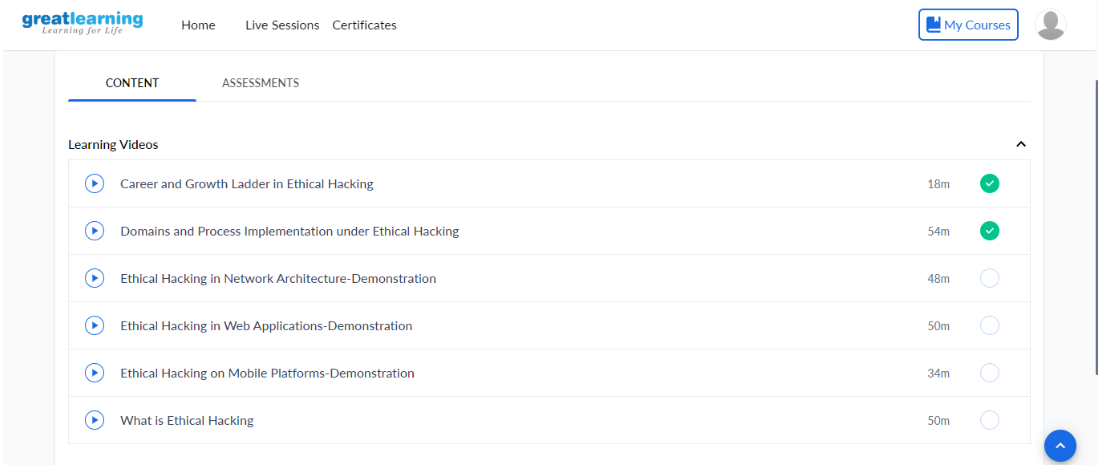 greatlearning
Learning for Life
Home Live Sessions Certificates My Courses
CONTENT ASSESSMENTS
Learning Videos
Career and Growth Ladder in Ethical Hacking 18m
Domains and Process Implementation under Ethical Hacking 54m
Ethical Hacking in Network Architecture-Demonstration 48m
Ethical Hacking in Web Applications-Demonstration 50m
Ethical Hacking on Mobile Platforms-Demonstration 34m
What is Ethical Hacking 50m